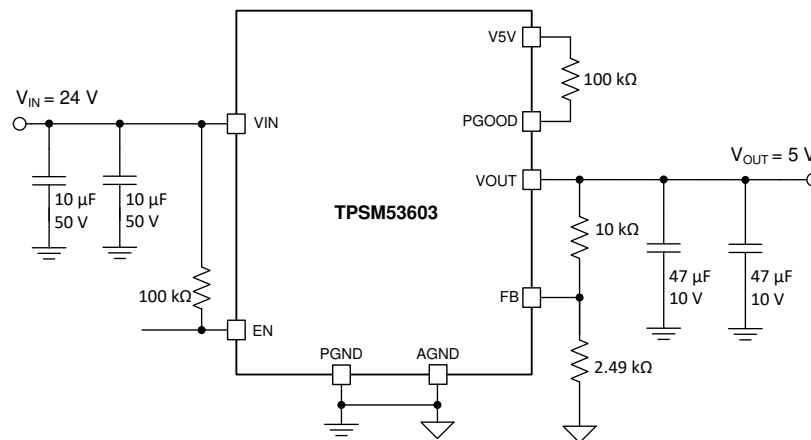 V5V
100 kΩ
V_IN = 24 V
VIN
PGOOD
V_OUT = 5 V
VOUT
10 µF
50 V
10 µF
50 V
TPSM53603
10 kΩ
47 µF
10 V
47 µF
10 V
100 kΩ
FB
EN
PGND
AGND
2.49 kΩ